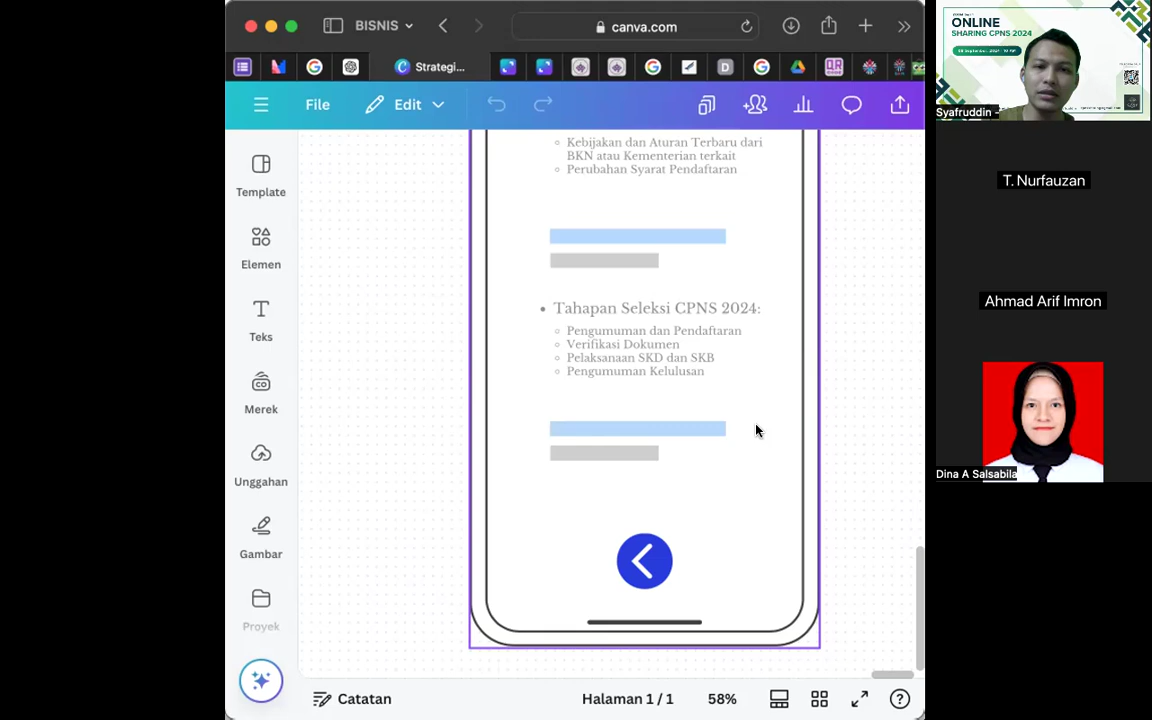 BISNIS
canva.com
Strategi...
File
Edit
Template
Elemen
Teks
Merek
Unggahan
Gambar
Proyek
Kebijakan dan Aturan Terbaru dari
BKN atau Kementerian terkait
Perubahan Syarat Pendaftaran
Tahapan Seleksi CPNS 2024:
Pengumuman dan Pendaftaran
Verifikasi Dokumen
Pelaksanaan SKD dan SKB
Pengumuman Kelulusan
Catatan
Halaman 1 / 1
58%
ONLINE
SHARING CPNS 2024
Syafruddin -
T. Nurfauzan
Ahmad Arif Imron
Dina A Salsabila